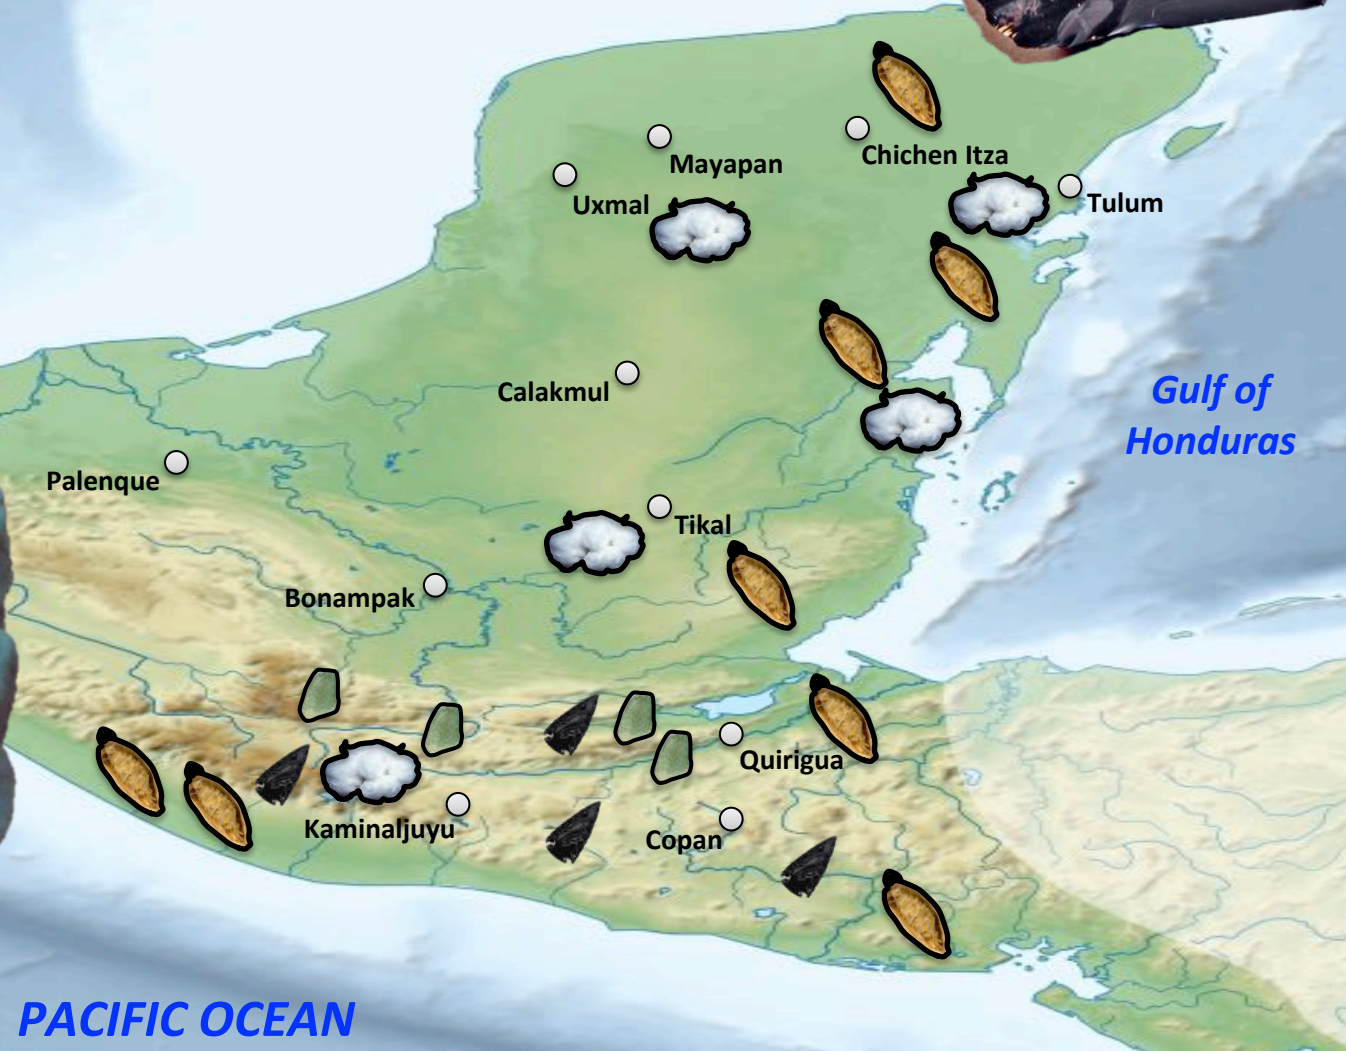 Mayapan
Chichen Itza
Uxmal
Tulum
Calakmul
Gulf of
Honduras
Palenque
Tikal
Bonampak
Quirigua
Kaminaljuyu
Copan
PACIFIC OCEAN